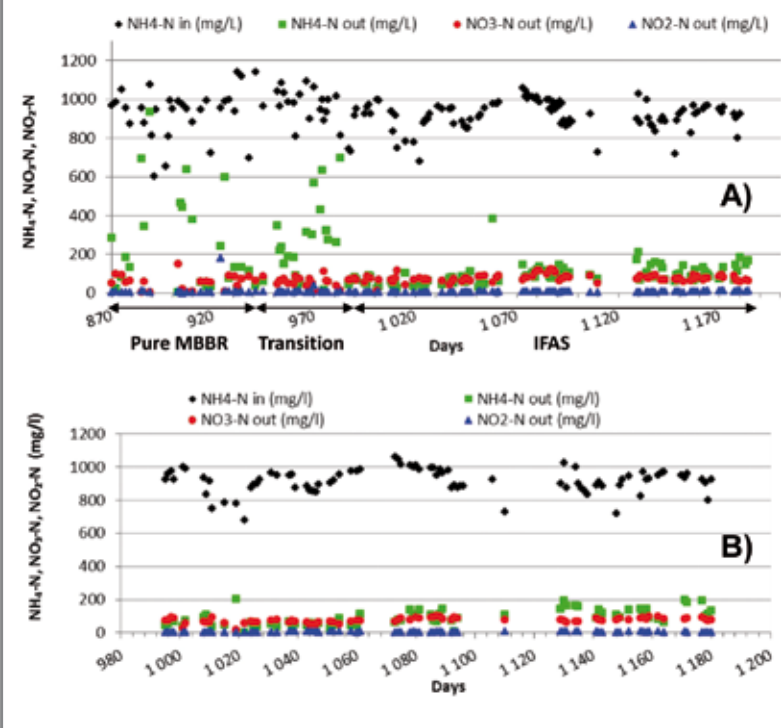 NH4-N in (mg/L) NH4-N out (mg/L) NO3-N out (mg/L) NO2-N out (mg/L)
NH₄-N, NO₃-N, NO₂-N
1200
1000
800
600
400
200
0
A)
870 920 970 1 020 1 070 1 120 1 170
Pure MBBR Transition Days IFAS
NH4-N in (mg/l) NH4-N out (mg/l)
NO3-N out (mg/l) NO2-N out (mg/l)
NH₄-N, NO₃-N, NO₂-N (mg/l)
1200
1000
800
600
400
200
0
B)
980 1 000 1 020 1 040 1 060 1 080 1 100 1 120 1 140 1 160 1 180 1 200
Days